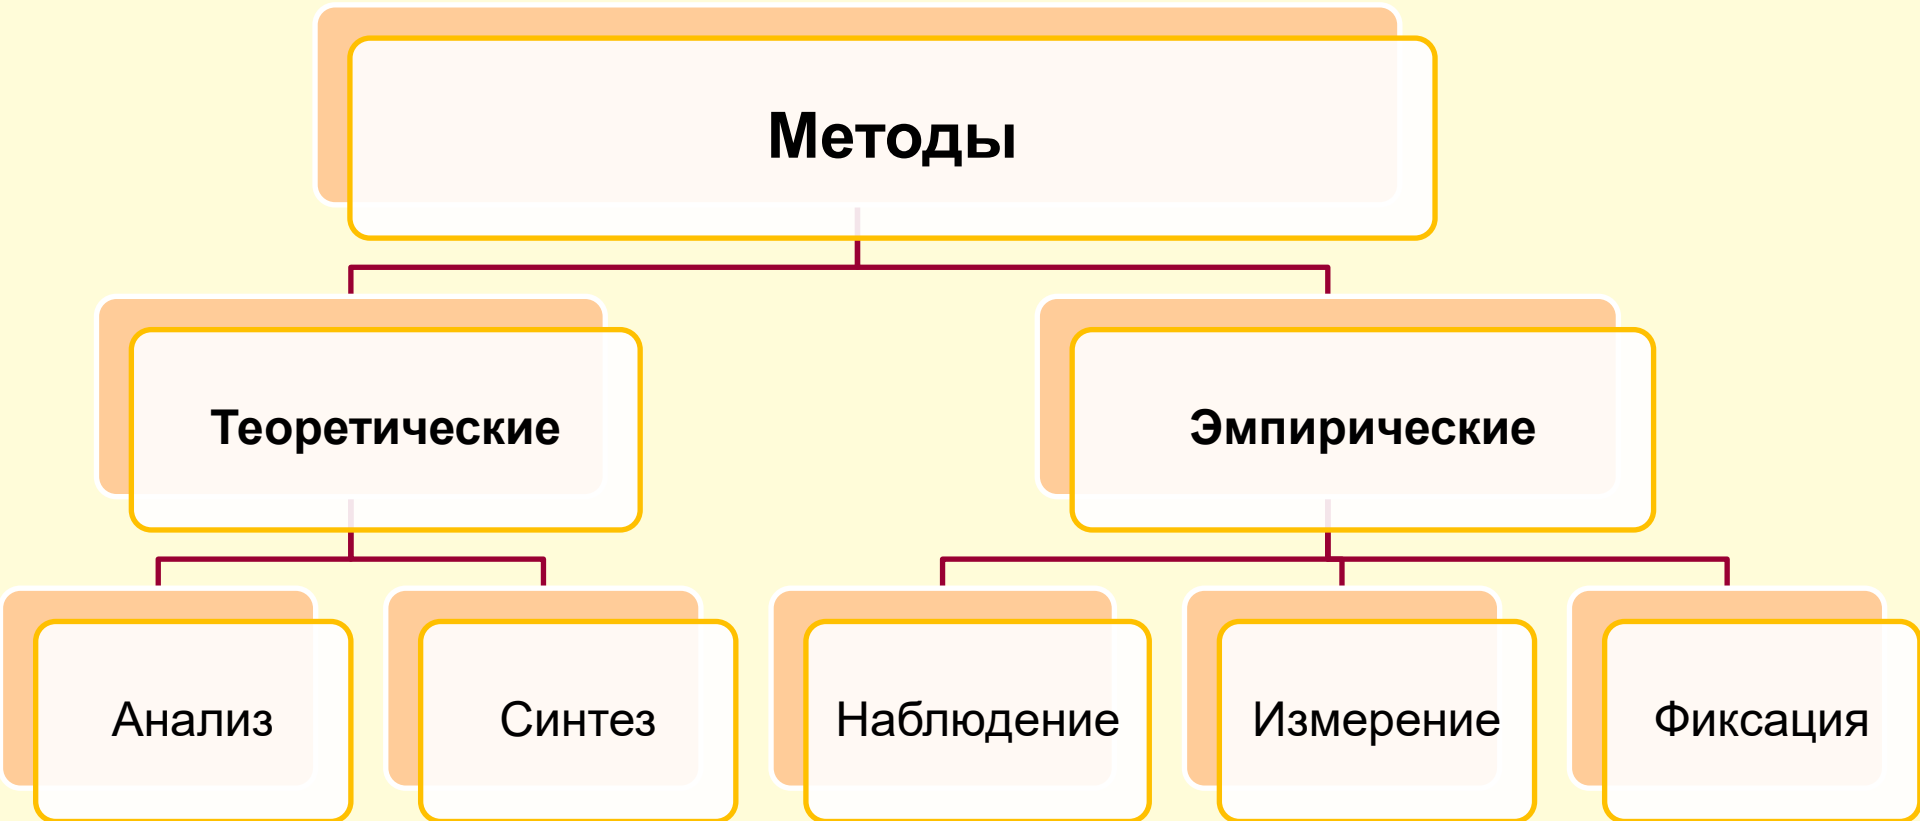 Методы
Теоретические
Эмпирические
Анализ
Синтез
Наблюдение
Измерение
Фиксация